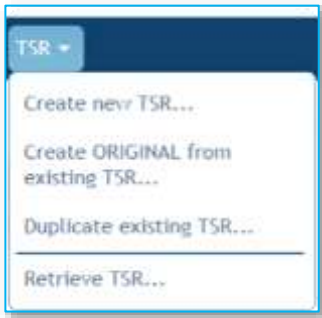 TSR
Create new TSR...
Create ORIGINAL from
existing TSR...
Duplicate existing TSR...
Retrieve TSR...